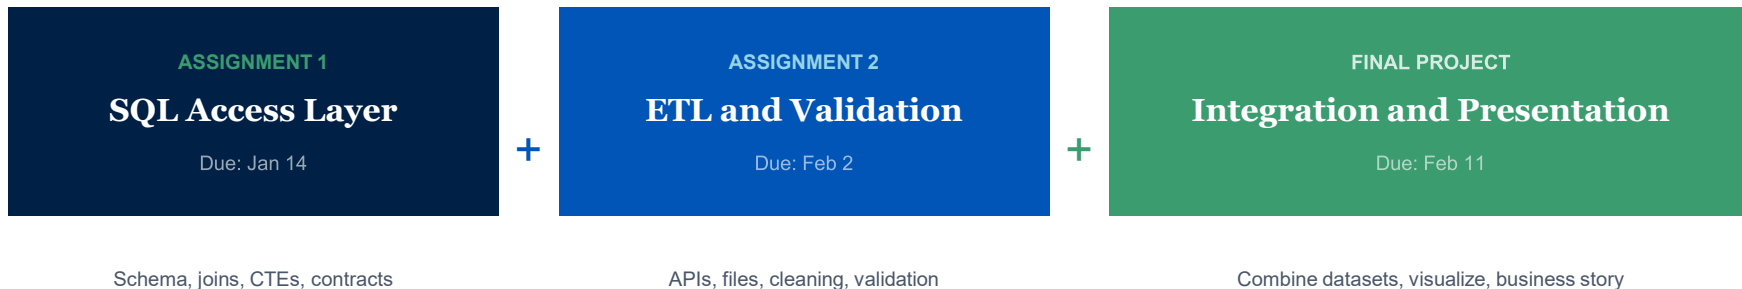 ASSIGNMENT 1
SQL Access Layer
Due: Jan 14
Schema, joins, CTEs, contracts
+
ASSIGNMENT 2
ETL and Validation
Due: Feb 2
APIs, files, cleaning, validation
+
FINAL PROJECT
Integration and Presentation
Due: Feb 11
Combine datasets, visualize, business story